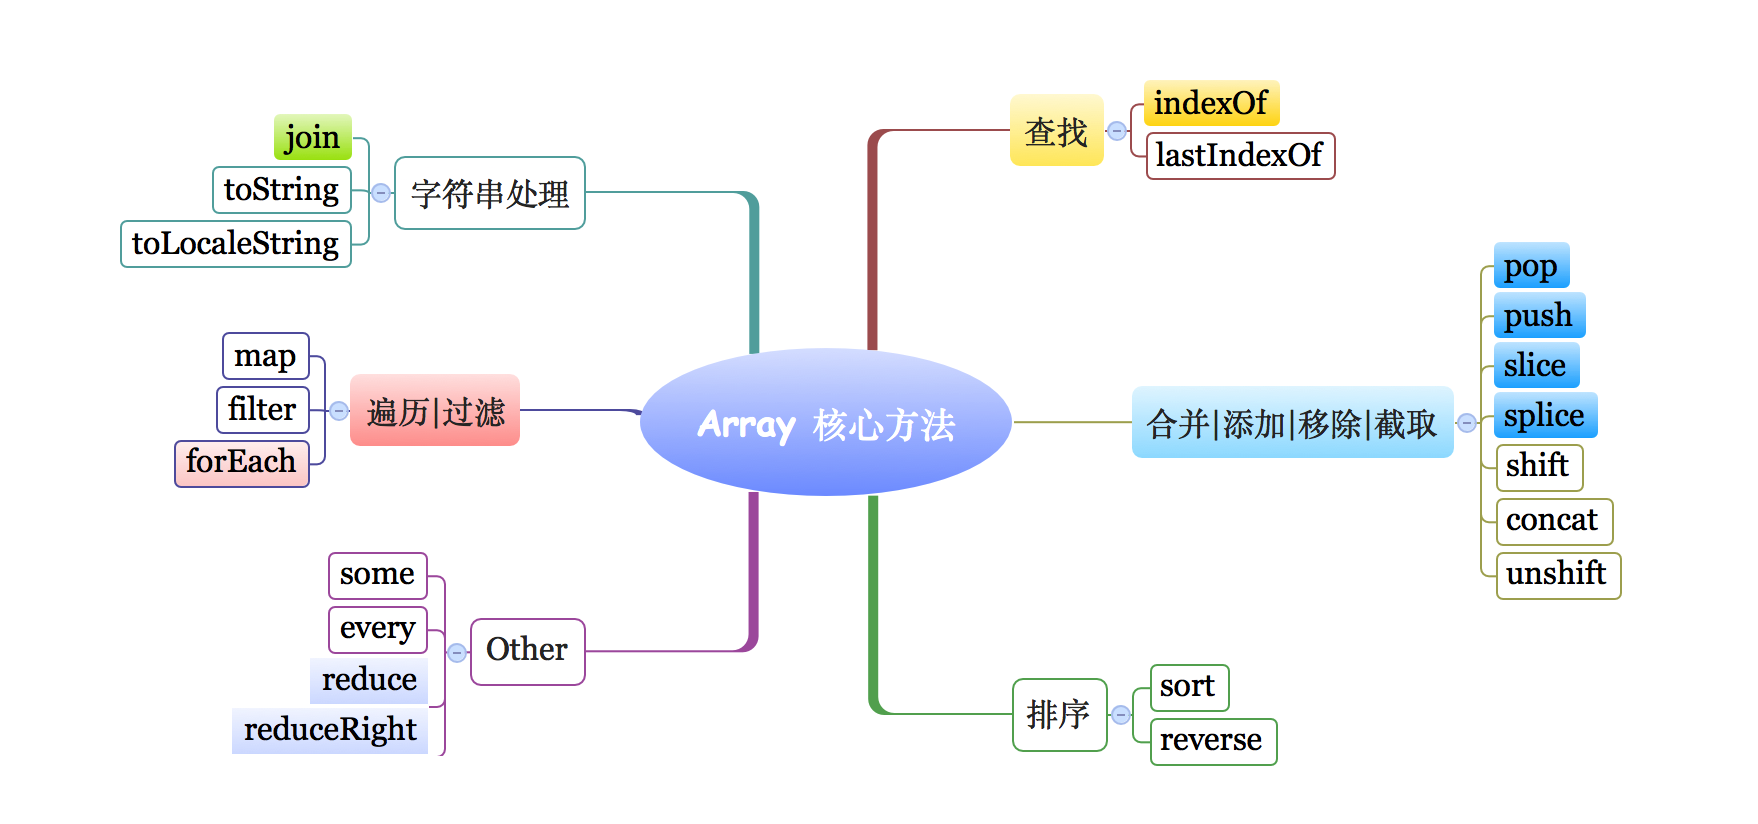 Array 核心方法
查找
indexOf
lastIndexOf
合并|添加|移除|截取
pop
push
slice
splice
shift
concat
unshift
排序
sort
reverse
字符串处理
join
toString
toLocaleString
遍历|过滤
map
filter
forEach
Other
some
every
reduce
reduceRight